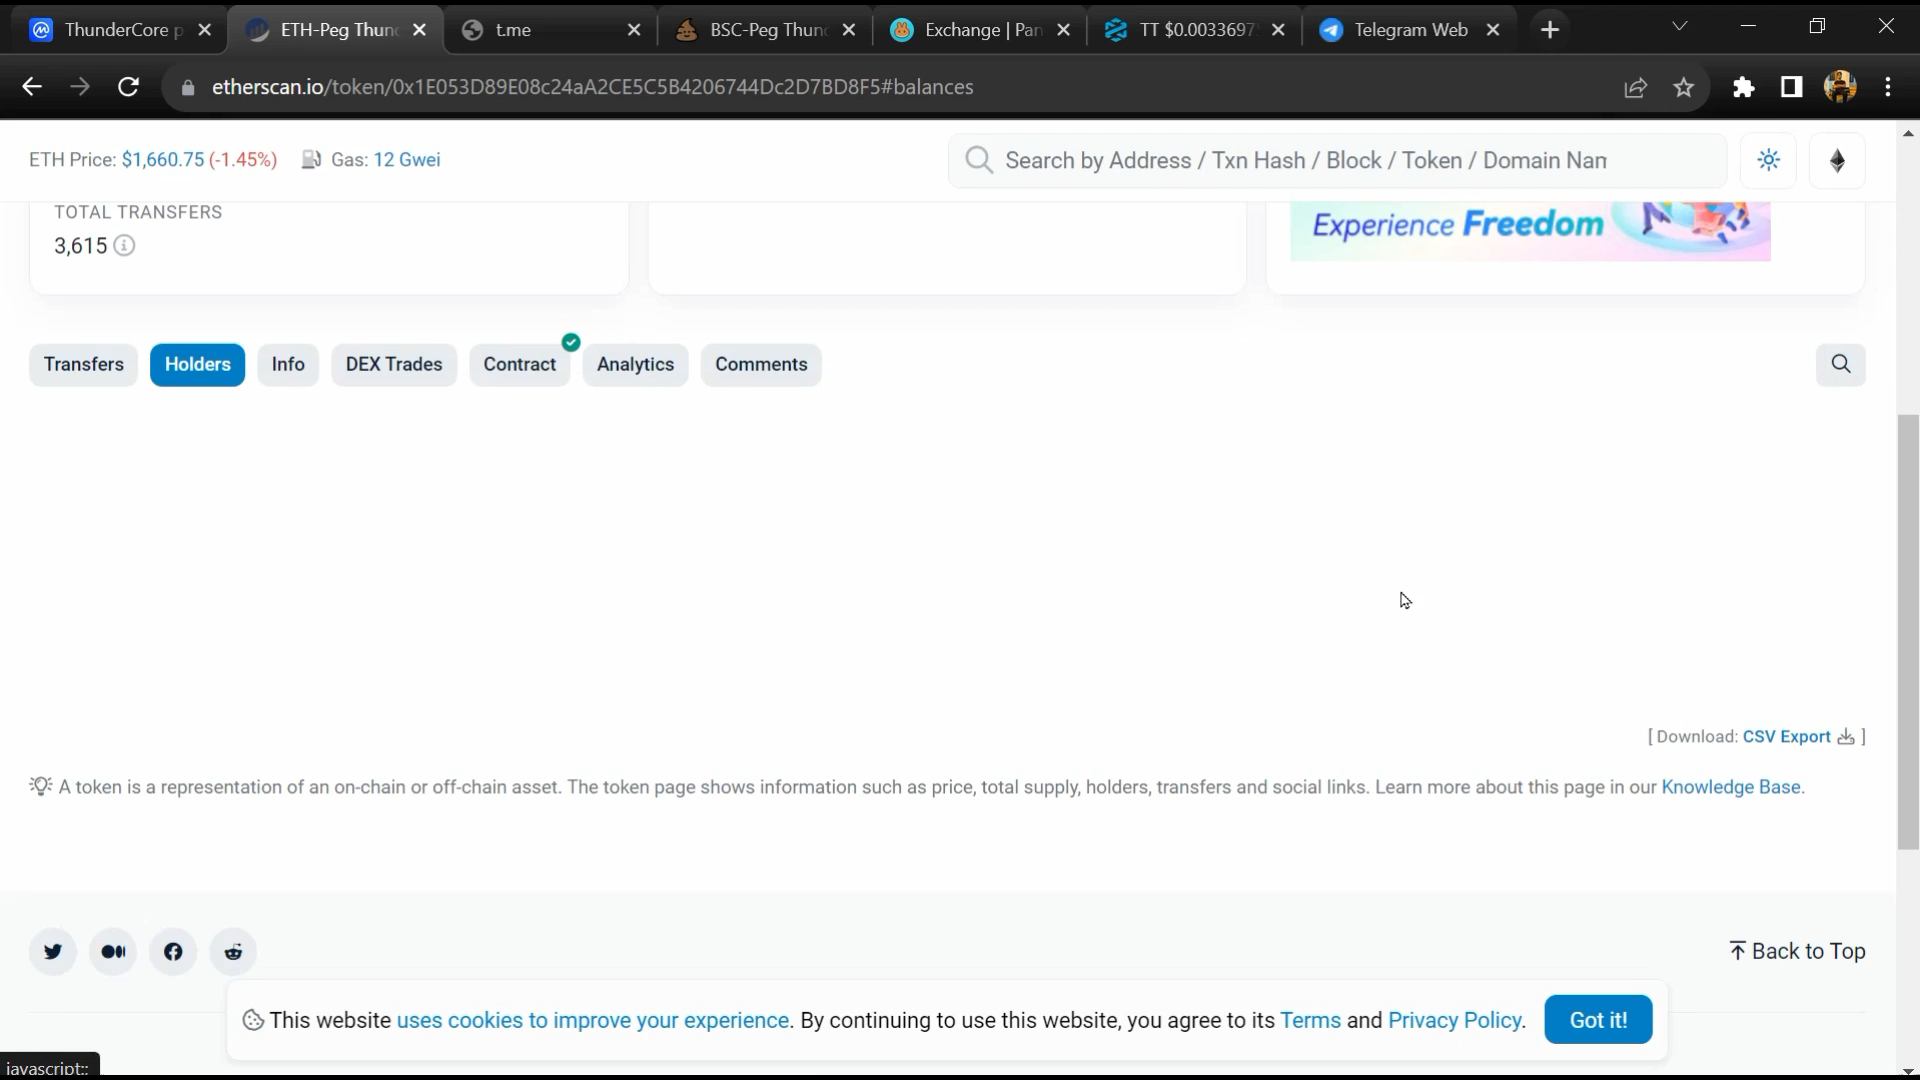 ThunderCore p
ETH-Peg Thun
t.me
BSC-Peg Thun
Exchange | Pan
TT $0.0033697
Telegram Web
etherscan.io/token/0x1E053D89E08c24aA2CE5C5B4206744Dc2D7BD8F5#balances
ETH Price: $1,660.75 (-1.45%) Gas: 12 Gwei
Search by Address / Txn Hash / Block / Token / Domain Nam
TOTAL TRANSFERS
3,615
Experience Freedom
Transfers
Holders
Info
DEX Trades
Contract
Analytics
Comments
[ Download: CSV Export ]
A token is a representation of an on-chain or off-chain asset. The token page shows information such as price, total supply, holders, transfers and social links. Learn more about this page in our Knowledge Base.
Back to Top
This website uses cookies to improve your experience. By continuing to use this website, you agree to its Terms and Privacy Policy.
Got it!
javascript:;